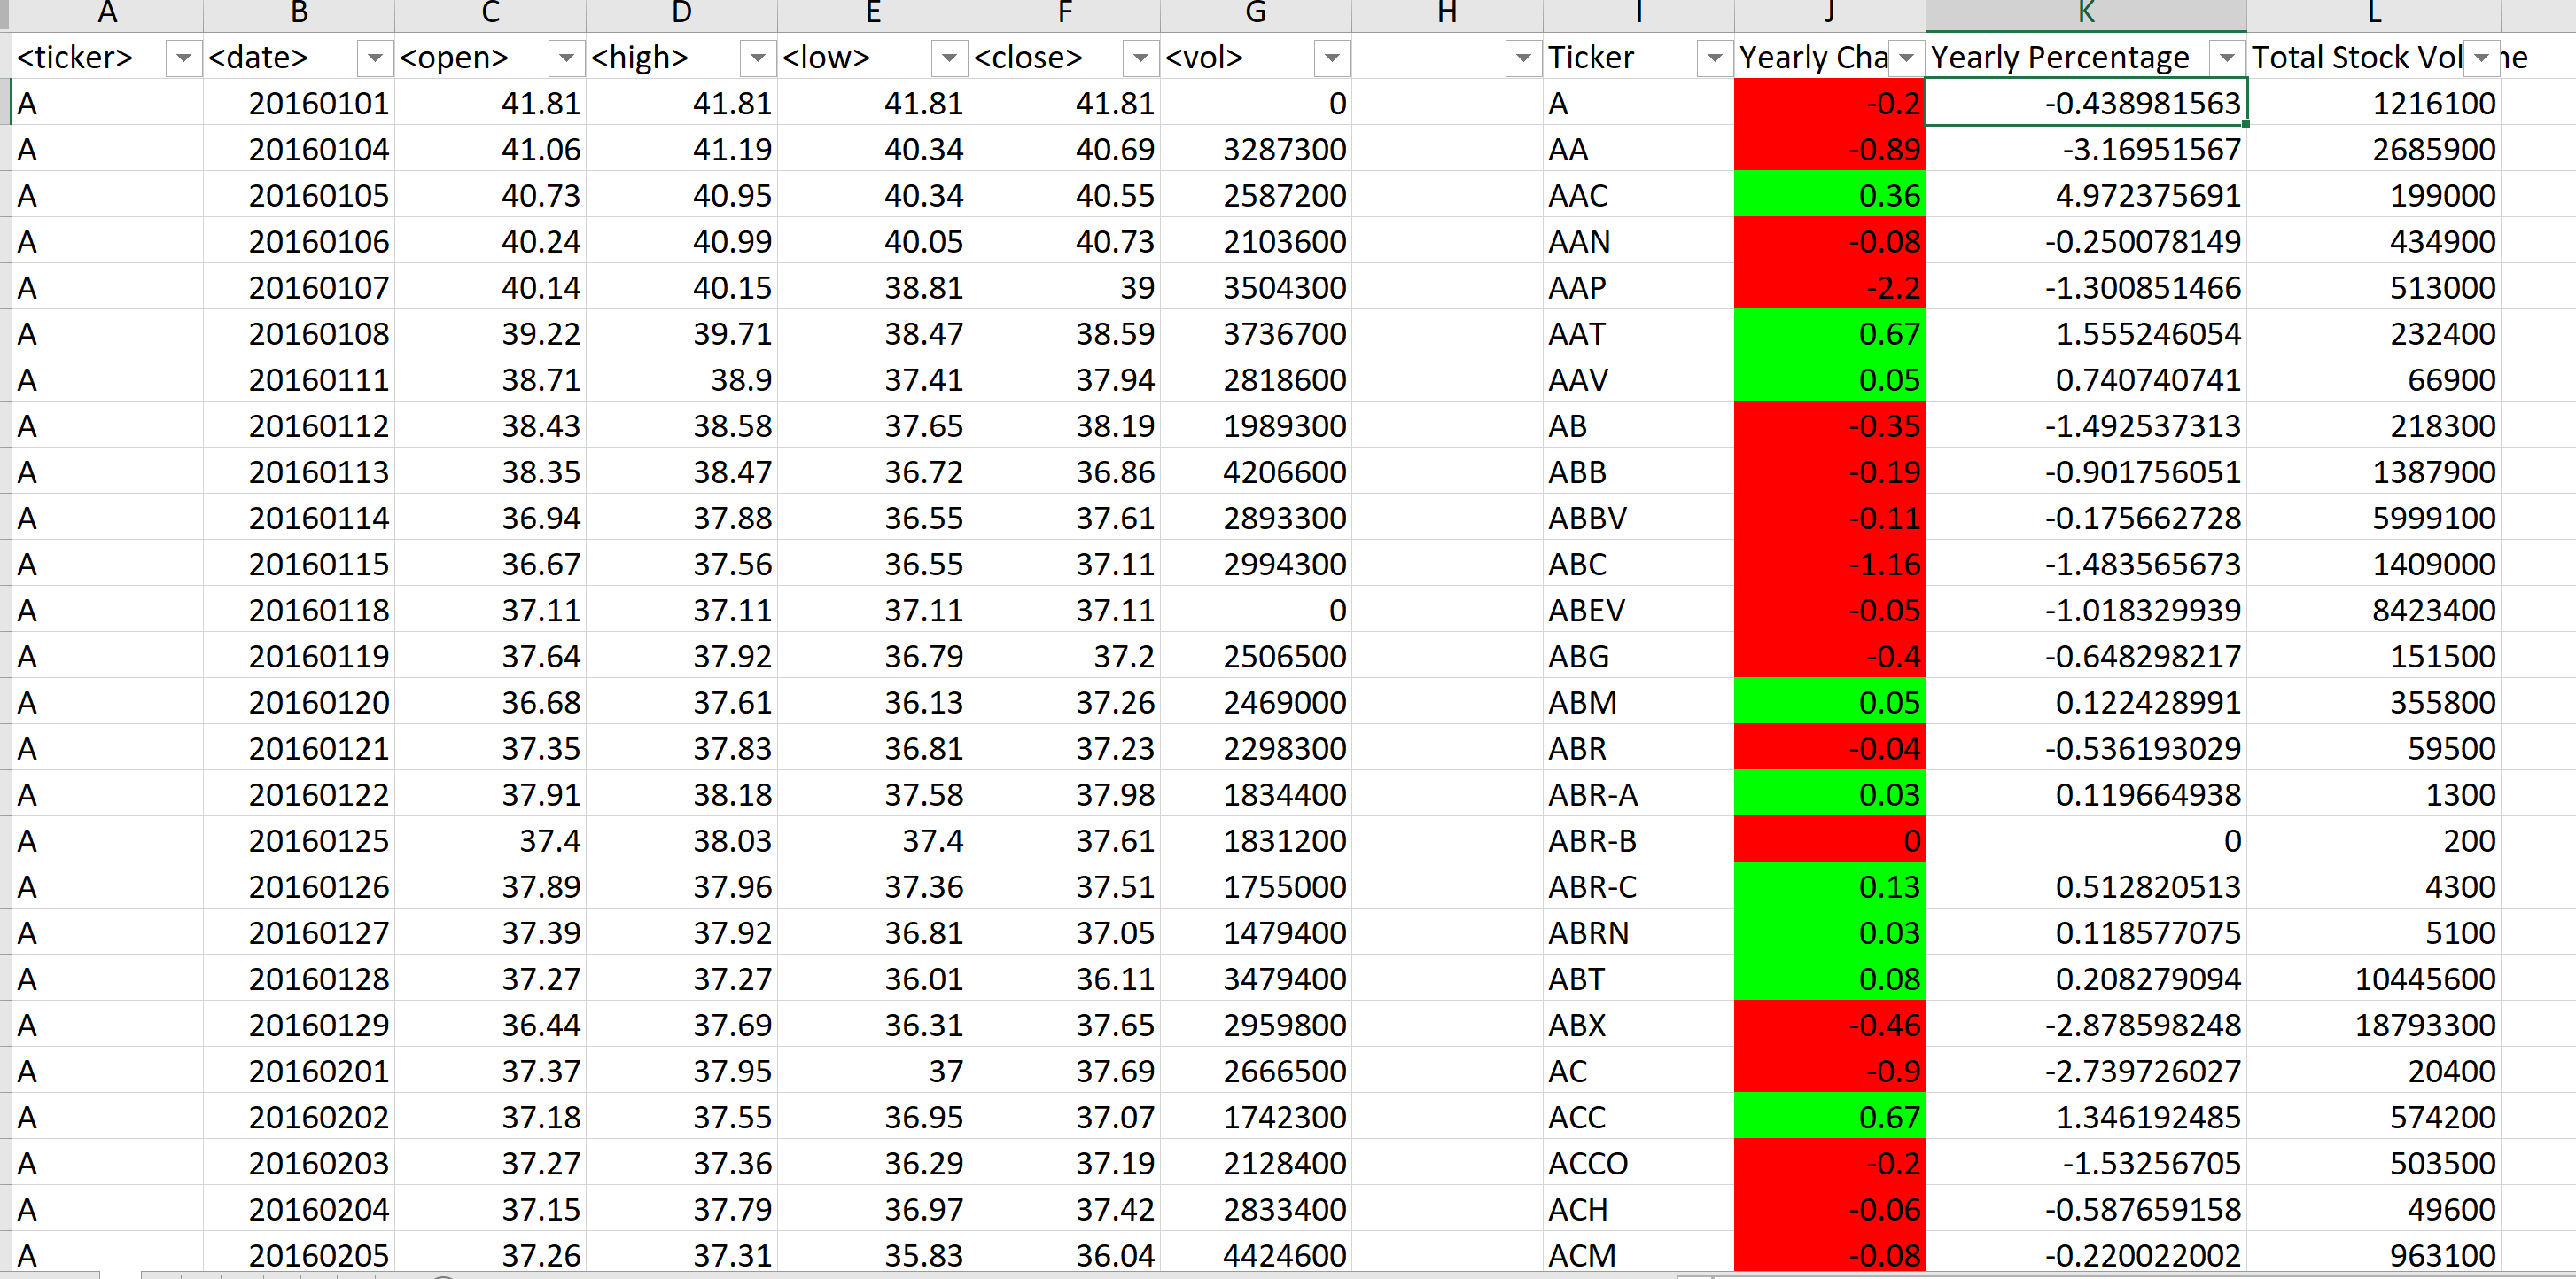 A B C D E F G H I J K L
<ticker> <date> <open> <high> <low> <close> <vol> Ticker Yearly Cha Yearly Percentage Total Stock Vol ne
A 20160101 41.81 41.81 41.81 41.81 0 A -0.2 -0.438981563 1216100
A 20160104 41.06 41.19 40.34 40.69 3287300 AA -0.89 -3.16951567 2685900
A 20160105 40.73 40.95 40.34 40.55 2587200 AAC 0.36 4.972375691 199000
A 20160106 40.24 40.99 40.05 40.73 2103600 AAN -0.08 -0.250078149 434900
A 20160107 40.14 40.15 38.81 39 3504300 AAP -2.2 -1.300851466 513000
A 20160108 39.22 39.71 38.47 38.59 3736700 AAT 0.67 1.555246054 232400
A 20160111 38.71 38.9 37.41 37.94 2818600 AAV 0.05 0.740740741 66900
A 20160112 38.43 38.58 37.65 38.19 1989300 AB -0.35 -1.492537313 218300
A 20160113 38.35 38.47 36.72 36.86 4206600 ABB -0.19 -0.901756051 1387900
A 20160114 36.94 37.88 36.55 37.61 2893300 ABBV -0.11 -0.175662728 5999100
A 20160115 36.67 37.56 36.55 37.11 2994300 ABC -1.16 -1.483565673 1409000
A 20160118 37.11 37.11 37.11 37.11 0 ABEV -0.05 -1.018329939 8423400
A 20160119 37.64 37.92 36.79 37.2 2506500 ABG -0.4 -0.648298217 151500
A 20160120 36.68 37.61 36.13 37.26 2469000 ABM 0.05 0.122428991 355800
A 20160121 37.35 37.83 36.81 37.23 2298300 ABR -0.04 -0.536193029 59500
A 20160122 37.91 38.18 37.58 37.98 1834400 ABR-A 0.03 0.119664938 1300
A 20160125 37.4 38.03 37.4 37.61 1831200 ABR-B 0 0 200
A 20160126 37.89 37.96 37.36 37.51 1755000 ABR-C 0.13 0.512820513 4300
A 20160127 37.39 37.92 36.81 37.05 1479400 ABRN 0.03 0.118577075 5100
A 20160128 37.27 37.27 36.01 36.11 3479400 ABT 0.08 0.208279094 10445600
A 20160129 36.44 37.69 36.31 37.65 2959800 ABX -0.46 -2.878598248 18793300
A 20160201 37.37 37.95 37 37.69 2666500 AC -0.9 -2.739726027 20400
A 20160202 37.18 37.55 36.95 37.07 1742300 ACC 0.67 1.346192485 574200
A 20160203 37.27 37.36 36.29 37.19 2128400 ACCO -0.2 -1.53256705 503500
A 20160204 37.15 37.79 36.97 37.42 2833400 ACH -0.06 -0.587659158 49600
A 20160205 37.26 37.31 35.83 36.04 4424600 ACM -0.08 -0.220022002 963100